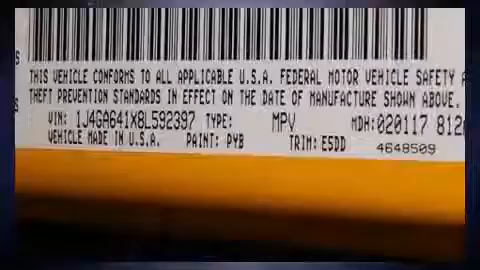 THIS VEHICLE CONFORMS TO ALL APPLICABLE U.S.A. FEDERAL MOTOR VEHICLE SAFETY
THEFT PREVENTION STANDARDS IN EFFECT ON THE DATE OF MANUFACTURE SHOWN ABOVE.
VIN: 1J4GA641X8L592397 TYPE: MPV MDH: 020117 812
VEHICLE MADE IN U.S.A. PAINT: PYB TRIM: E5DD 4648509